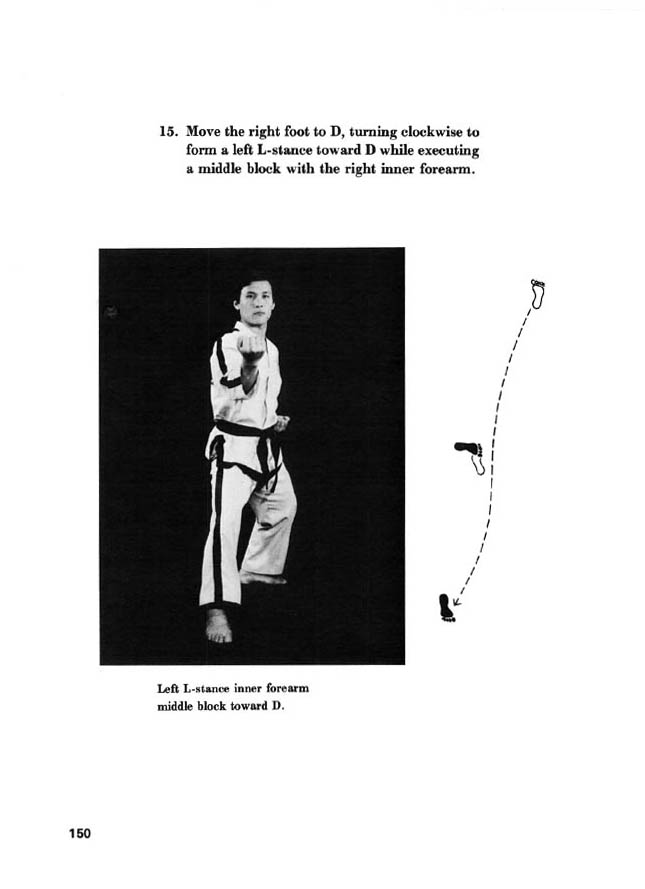 15. Move the right foot to D, turning clockwise to
form a left L-stance toward D while executing
a middle block with the right inner forearm.
Left L-stance inner forearm
middle block toward D.
150